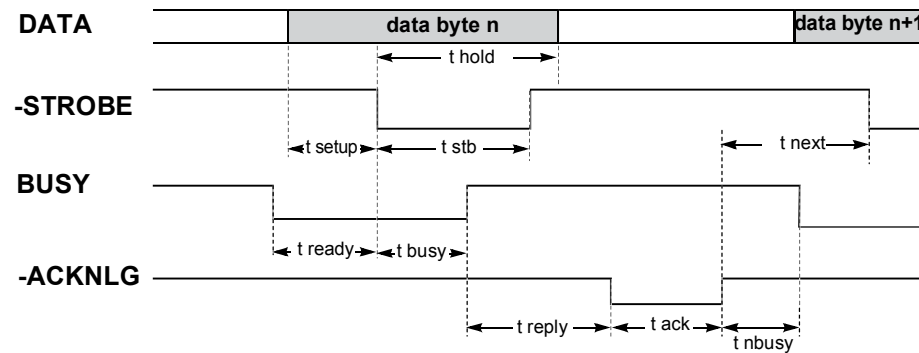 DATA
data byte n
data byte n+1
t hold
-STROBE
t setup
t stb
t next
BUSY
t ready
t busy
-ACKNLG
t reply
t ack
t nbusy